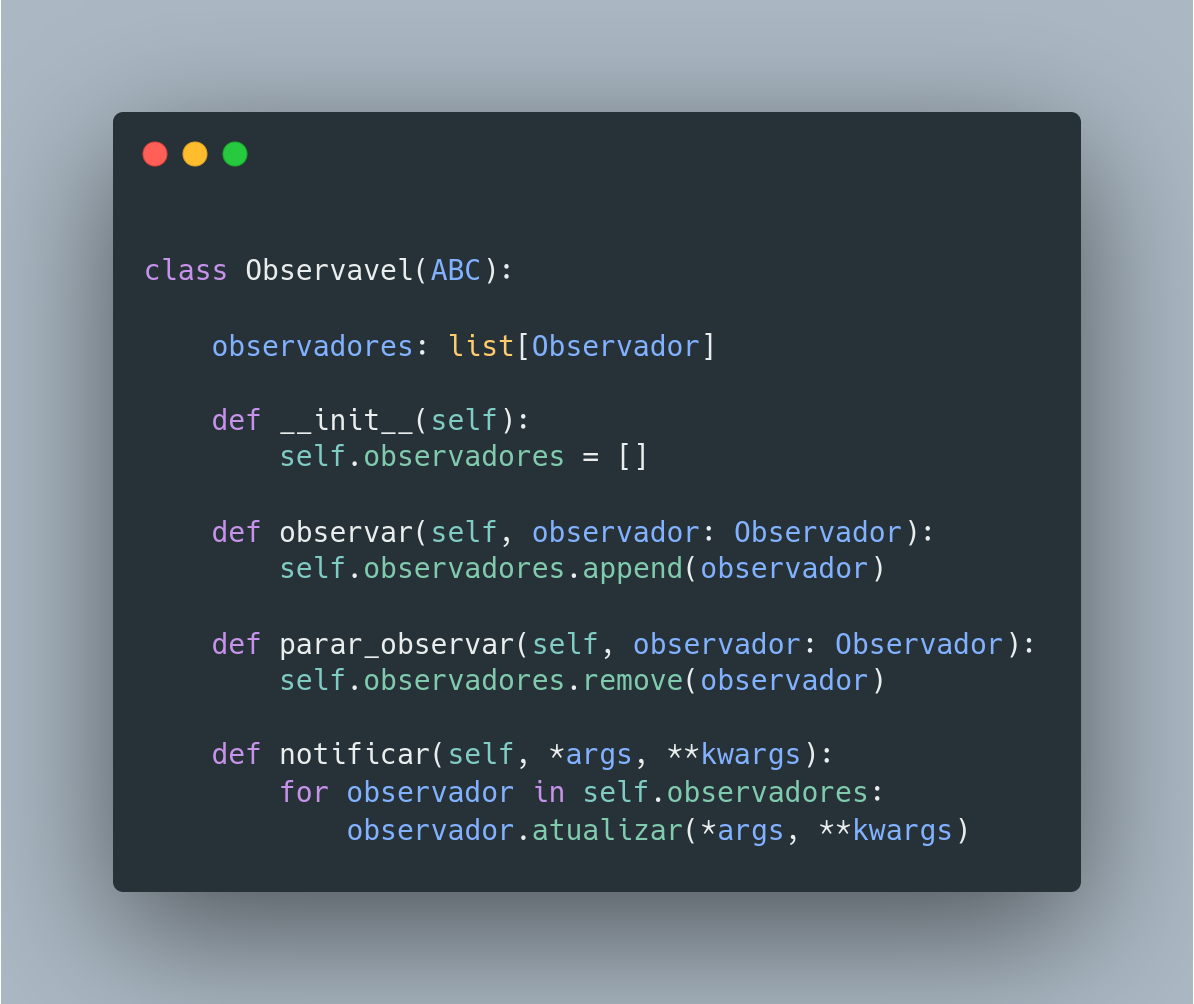 class Observavel(ABC):
    observadores: list[Observador]
    def __init__(self):
        self.observadores = []
    def observar(self, observador: Observador):
        self.observadores.append(observador)
    def parar_observar(self, observador: Observador):
        self.observadores.remove(observador)
    def notificar(self, *args, **kwargs):
        for observador in self.observadores:
            observador.atualizar(*args, **kwargs)